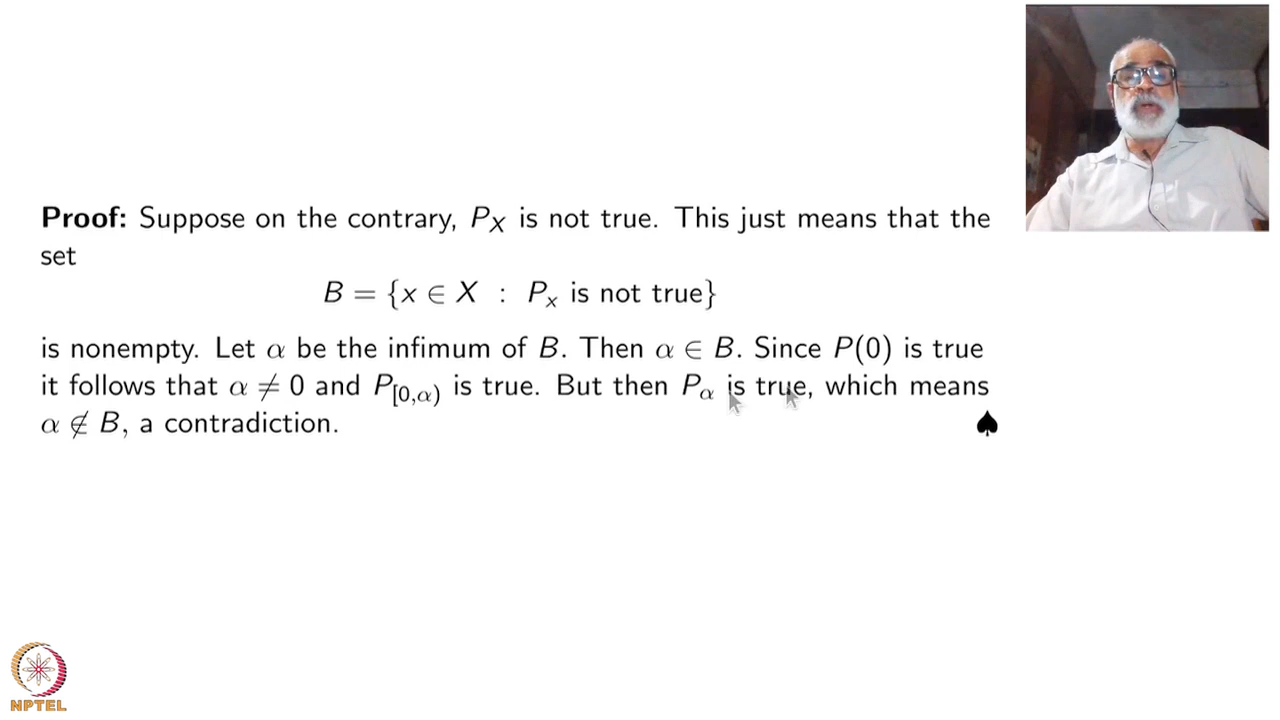 Proof: Suppose on the contrary, P_X is not true. This just means that the
set
B = {x ∈ X : P_x is not true}
is nonempty. Let α be the infimum of B. Then α ∈ B. Since P(0) is true
it follows that α ≠ 0 and P_[0,α) is true. But then P_α is true, which means
α ∉ B, a contradiction. ♠
NPTEL